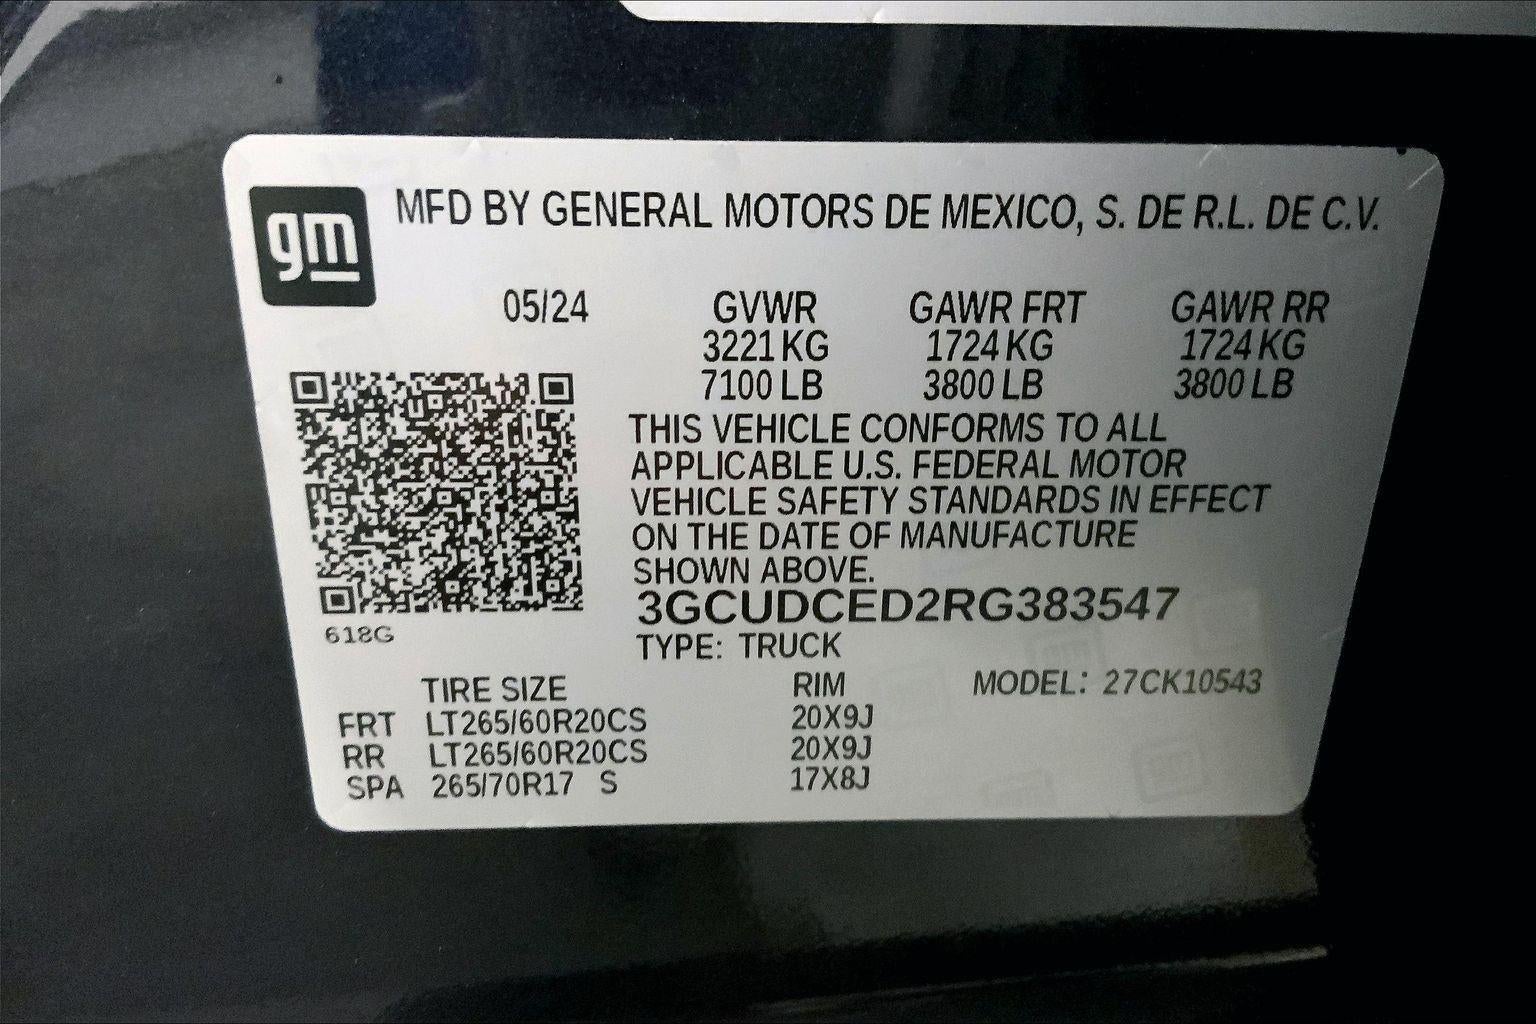 gm
MFD BY GENERAL MOTORS DE MEXICO, S. DE R.L. DE C.V.
05/24 GVWR GAWR FRT GAWR RR
3221 KG 1724 KG 1724 KG
7100 LB 3800 LB 3800 LB
THIS VEHICLE CONFORMS TO ALL
APPLICABLE U.S. FEDERAL MOTOR
VEHICLE SAFETY STANDARDS IN EFFECT
ON THE DATE OF MANUFACTURE
SHOWN ABOVE.
3GCUDCED2RG383547
618G
TYPE: TRUCK
TIRE SIZE RIM MODEL: 27CK10543
FRT LT265/60R20CS 20X9J
RR LT265/60R20CS 20X9J
SPA 265/70R17 S 17X8J